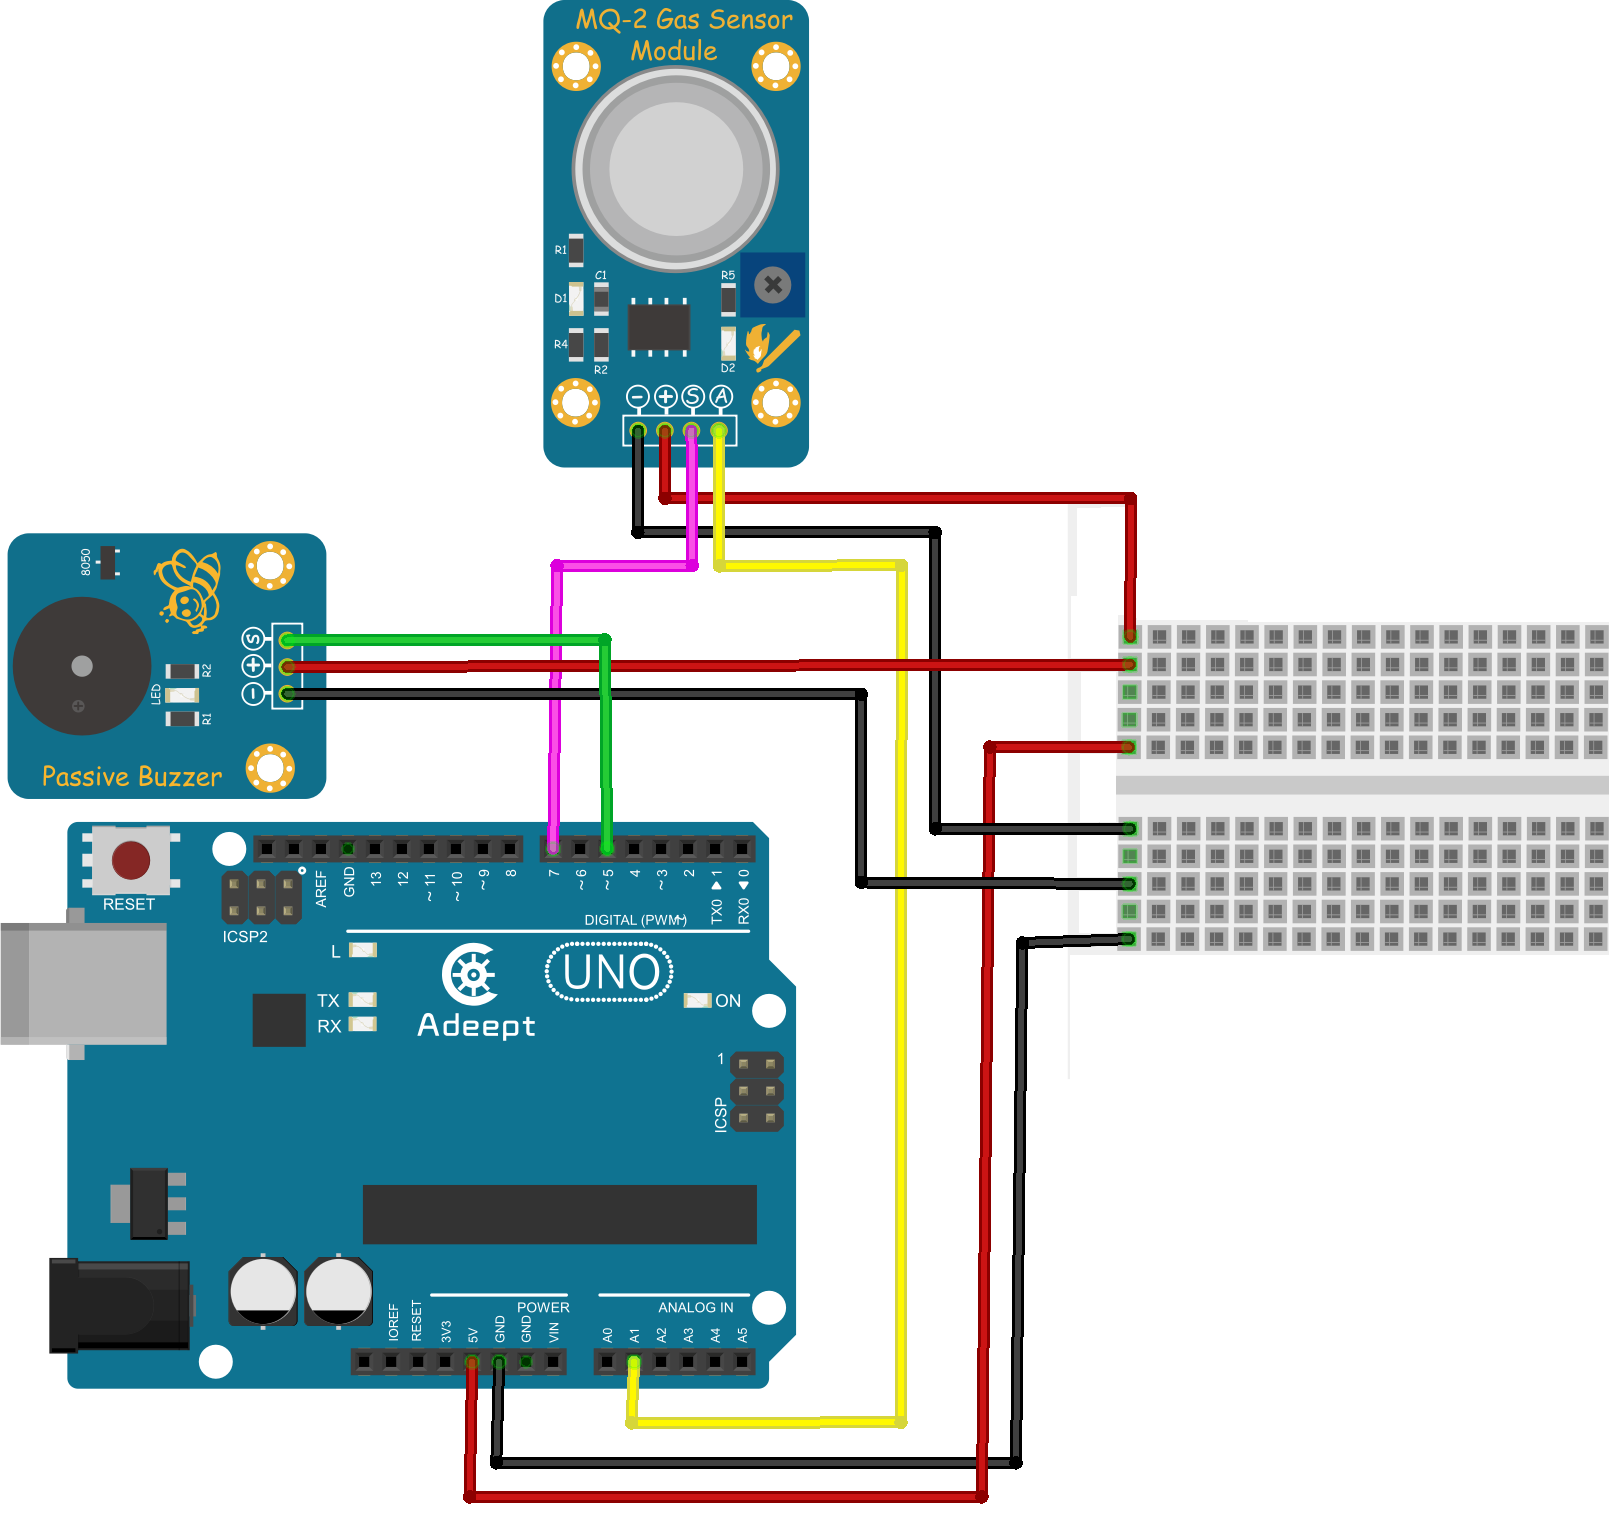 MQ-2 Gas Sensor
Module
R1
C1
R5
D1
R4
R2
D2
− + S A
8050
S
+
−
R2
LED
R1
Passive Buzzer
RESET
ICSP2
AREF
GND
13
12
~11
~10
~9
8
7
~6
~5
4
~3
2
TX0 ▶ 1
RX0 ◀ 0
DIGITAL (PWM~)
L
TX
RX
Adeept
UNO
ON
1
ICSP
POWER
ANALOG IN
IOREF
RESET
3V3
5V
GND
GND
VIN
A0
A1
A2
A3
A4
A5